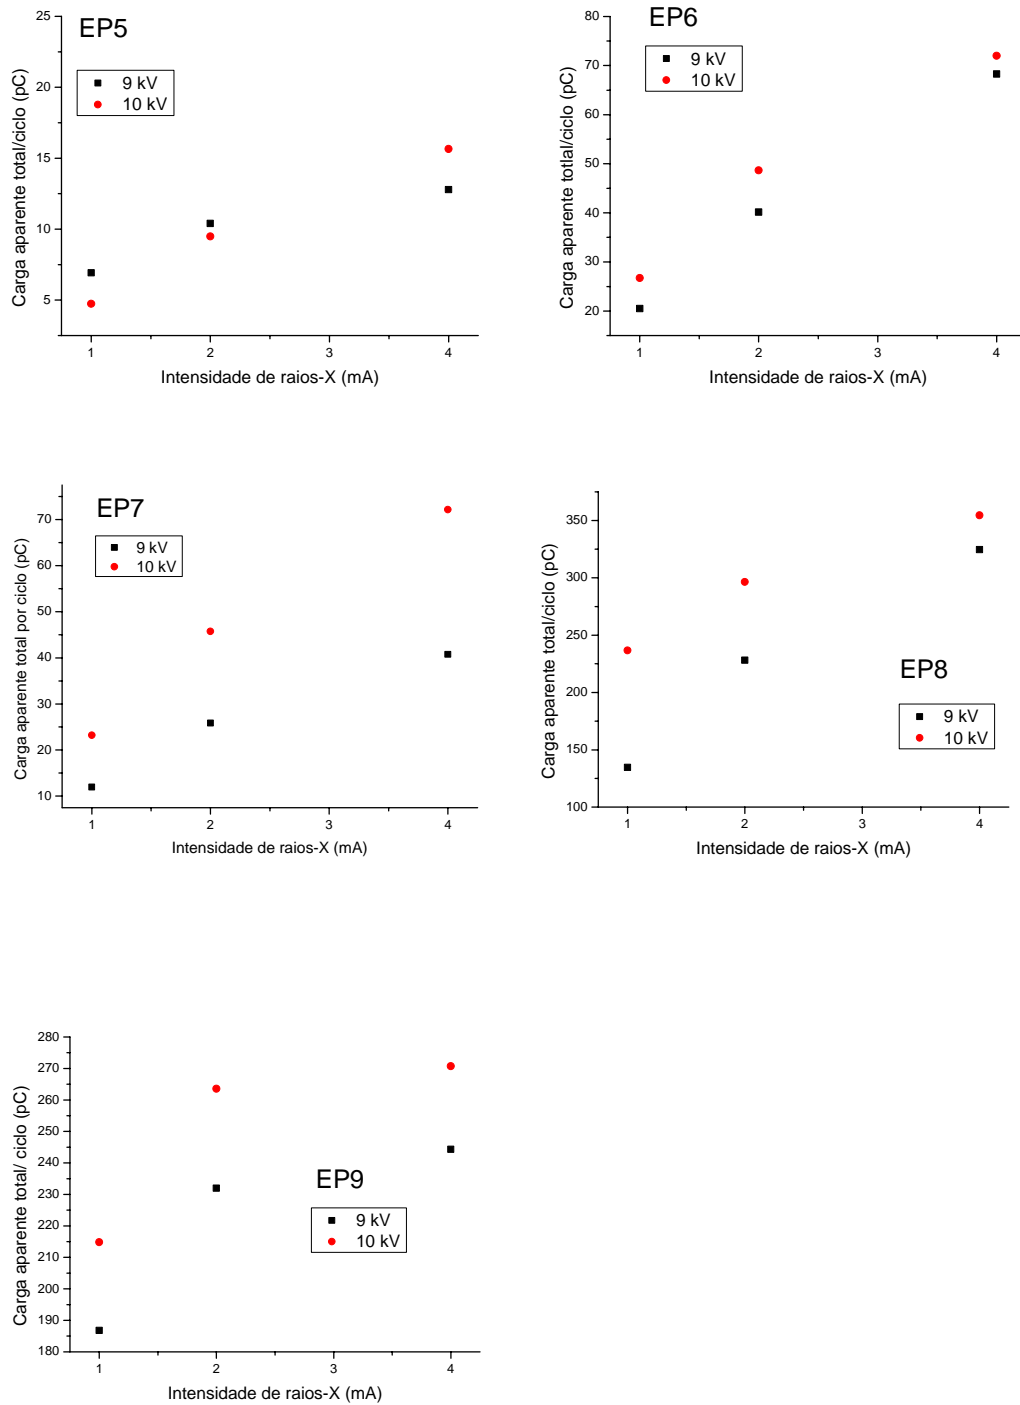 EP5
9 kV
10 kV
25
20
15
10
5
1
2
3
4
Carga aparente total/ciclo (pC)
Intensidade de raios-X (mA)
EP6
9 kV
10 kV
80
70
60
50
40
30
20
1
2
3
4
Carga aparente totlal/ciclo (pC)
Intensidade de raios-X (mA)
EP7
9 kV
10 kV
70
60
50
40
30
20
10
1
2
3
4
Carga aparente total por ciclo (pC)
Intensidade de raios-X (mA)
EP8
9 kV
10 kV
350
300
250
200
150
100
1
2
3
4
Carga aparente total/ciclo (pC)
Intensidade de raios-X (mA)
EP9
9 kV
10 kV
280
270
260
250
240
230
220
210
200
190
180
1
2
3
4
Carga aparente total/ ciclo (pC)
Intensidade de raios-X (mA)